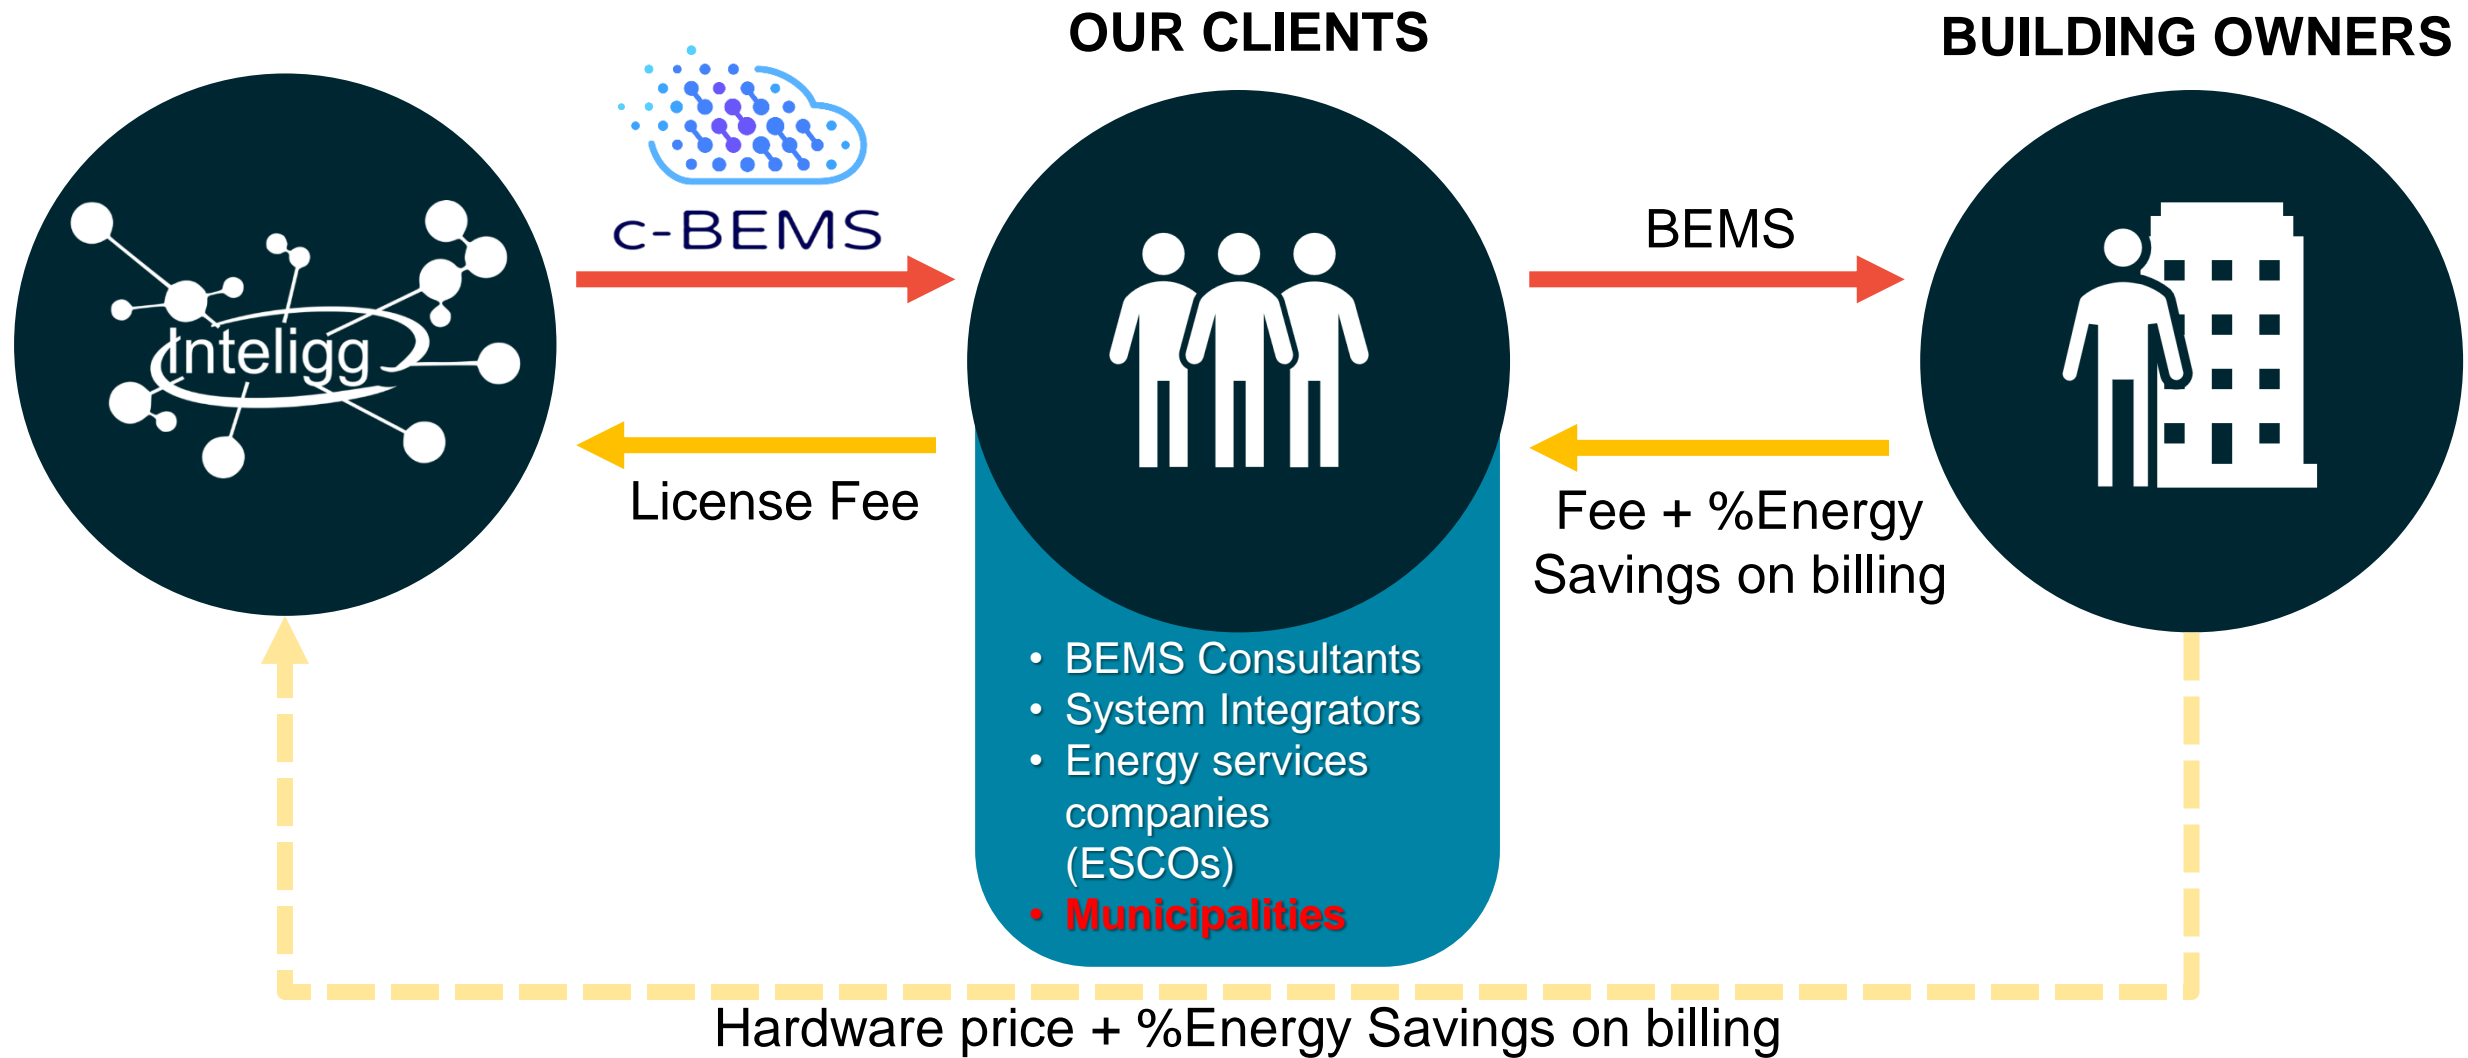 OUR CLIENTS
BUILDING OWNERS
c-BEMS
BEMS
Inteligg
License Fee
Fee + %Energy
Savings on billing
• BEMS Consultants
• System Integrators
• Energy services
companies
(ESCOs)
• Municipalities
Hardware price + %Energy Savings on billing